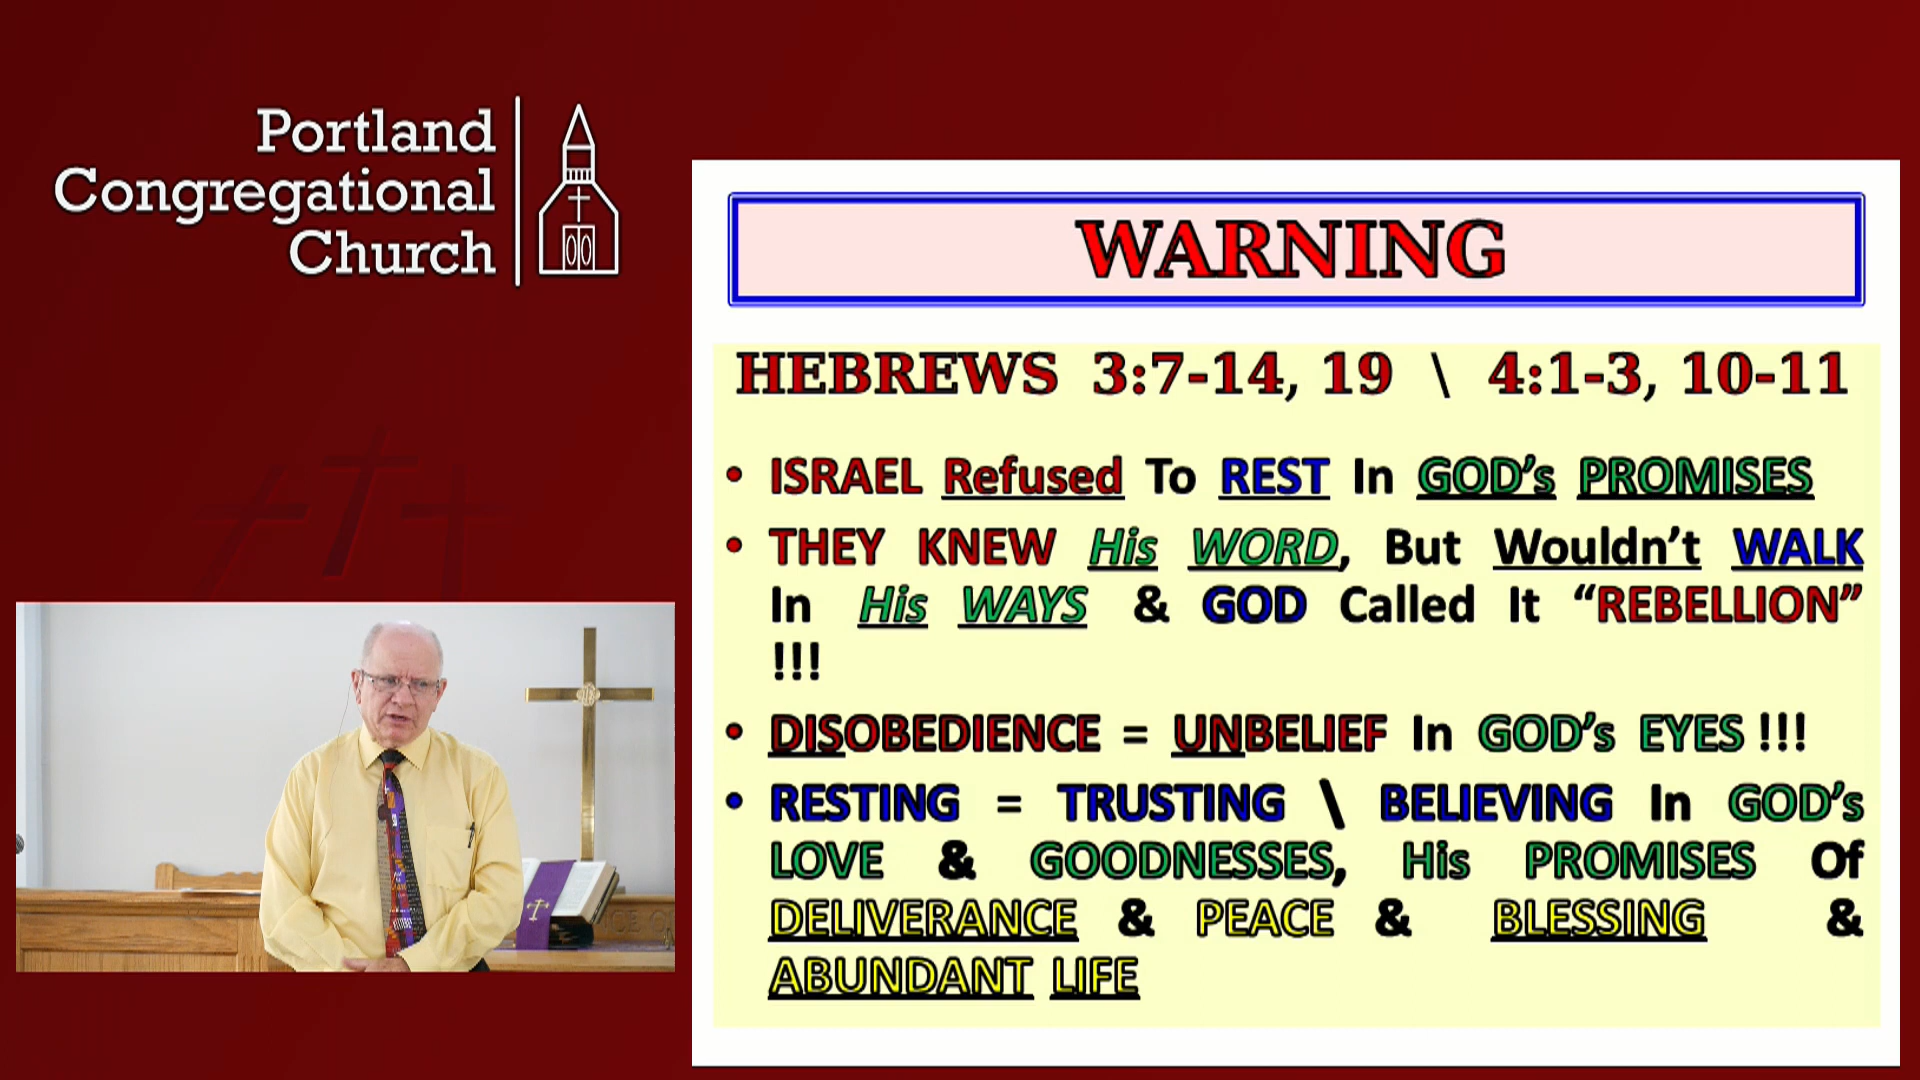 Portland
Congregational
Church
WARNING
HEBREWS 3:7-14, 19 \ 4:1-3, 10-11
• ISRAEL Refused To REST In GOD’s PROMISES
• THEY KNEW His WORD, But Wouldn’t WALK
In His WAYS & GOD Called It “REBELLION”
!!!
• DISOBEDIENCE = UNBELIEF In GOD’s EYES !!!
• RESTING = TRUSTING \ BELIEVING In GOD’s
LOVE & GOODNESSES, His PROMISES Of
DELIVERANCE & PEACE & BLESSING &
ABUNDANT LIFE